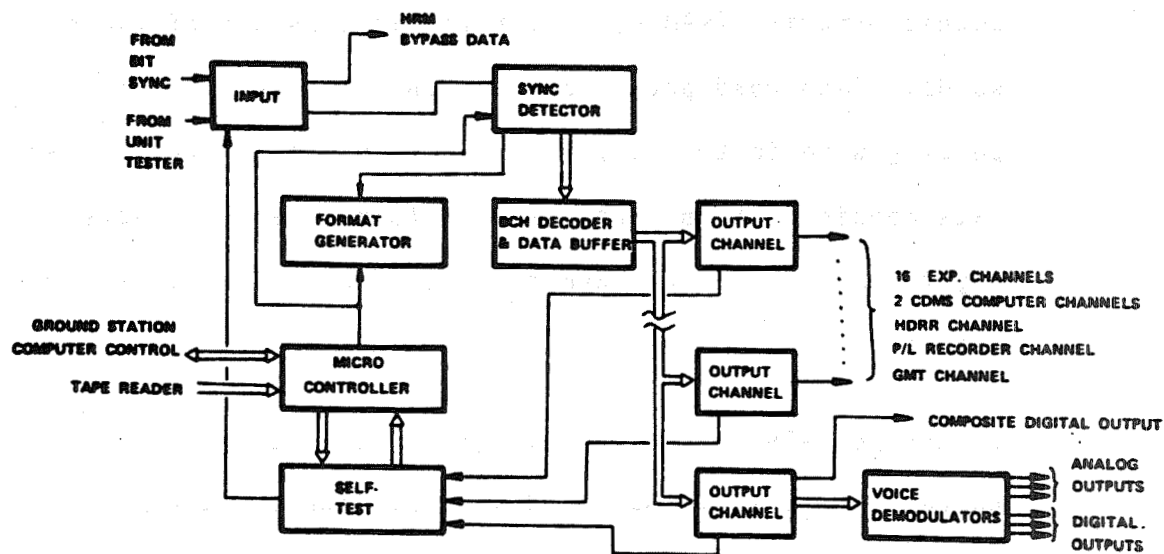 HRM
BYPASS DATA
FROM
BIT
SYNC
INPUT
FROM
UNIT
TESTER
SYNC
DETECTOR
FORMAT
GENERATOR
BCH DECODER
& DATA BUFFER
OUTPUT
CHANNEL
16 EXP. CHANNELS
2 CDMS COMPUTER CHANNELS
HDRR CHANNEL
P/L RECORDER CHANNEL
GMT CHANNEL
GROUND STATION
COMPUTER CONTROL
TAPE READER
MICRO
CONTROLLER
OUTPUT
CHANNEL
COMPOSITE DIGITAL OUTPUT
SELF-
TEST
OUTPUT
CHANNEL
VOICE
DEMODULATORS
ANALOG
OUTPUTS
DIGITAL.
OUTPUTS